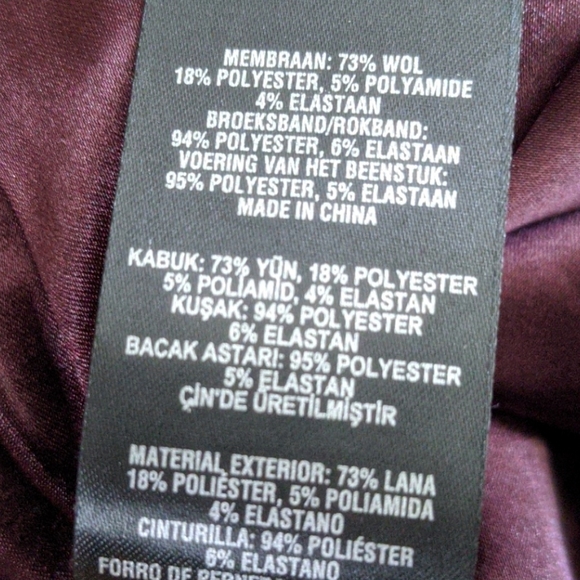 MEMBRAAN: 73% WOL
18% POLYESTER, 5% POLYAMIDE
4% ELASTAAN
BROEKSBAND/ROKBAND:
94% POLYESTER, 6% ELASTAAN
VOERING VAN HET BEENSTUK:
95% POLYESTER, 5% ELASTAAN
MADE IN CHINA
KABUK: 73% YÜN, 18% POLYESTER
5% POLIAMID, 4% ELASTAN
KUŞAK: 94% POLYESTER
6% ELASTAN
BACAK ASTARI: 95% POLYESTER
5% ELASTAN
ÇİN'DE ÜRETİLMİŞTİR
MATERIAL EXTERIOR: 73% LANA
18% POLIÉSTER, 5% POLIAMIDA
4% ELASTANO
CINTURILLA: 94% POLIÉSTER
6% ELASTANO
FORRO DE